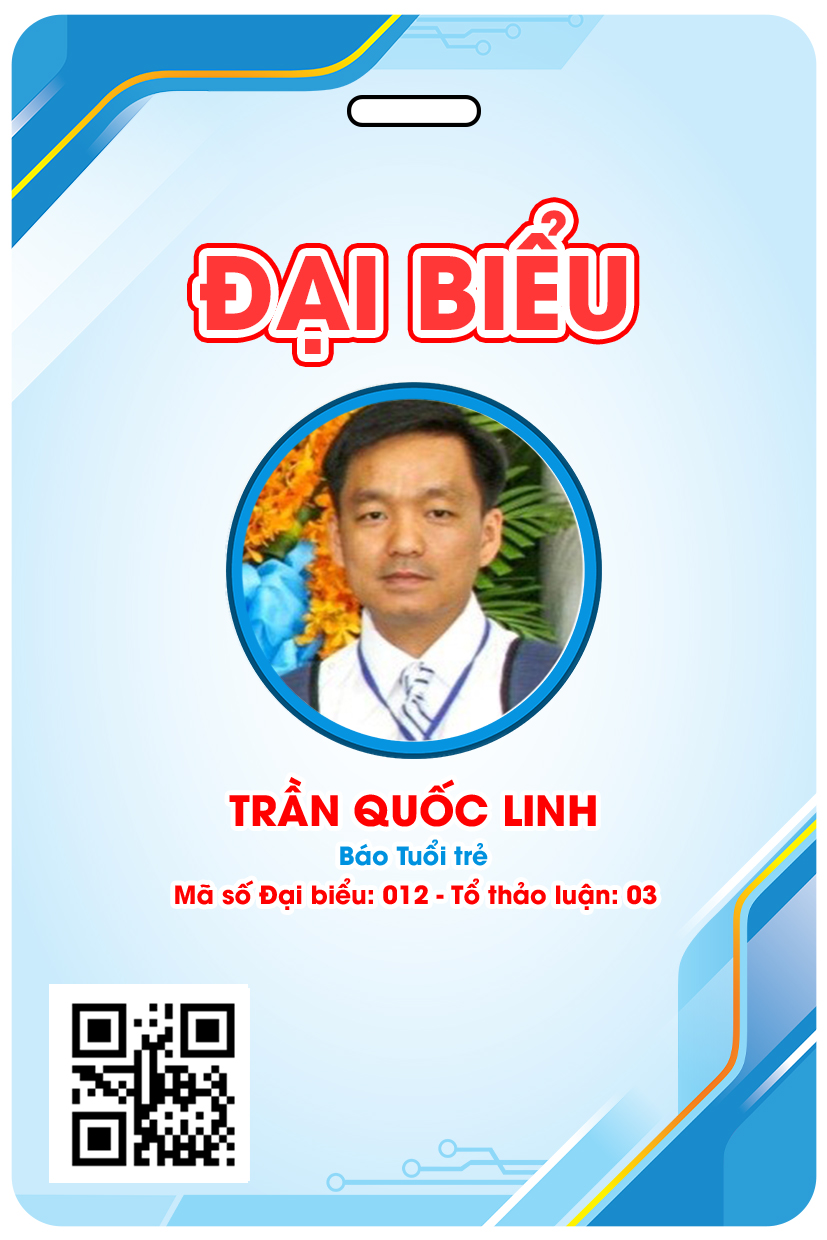 ĐẠI BIỂU
TRẦN QUỐC LINH
Báo Tuổi trẻ
Mã số Đại biểu: 012 - Tổ thảo luận: 03